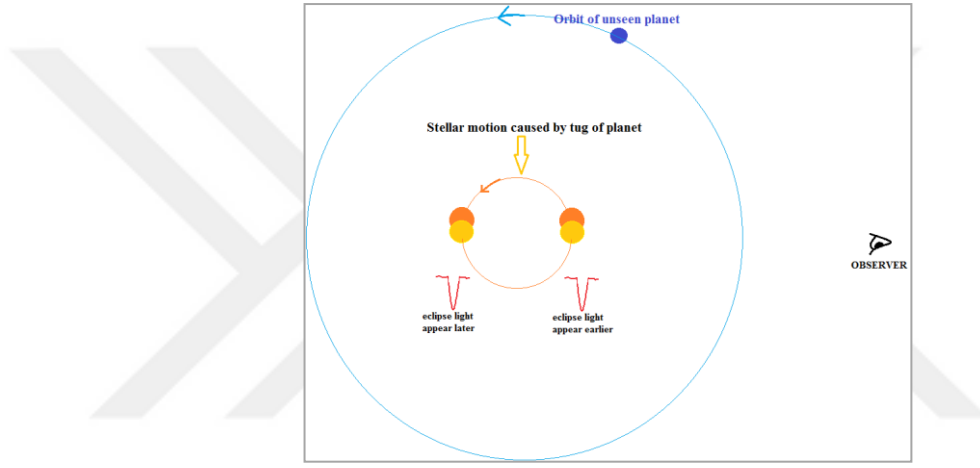 Orbit of unseen planet
Stellar motion caused by tug of planet
OBSERVER
eclipse light
appear later
eclipse light
appear earlier